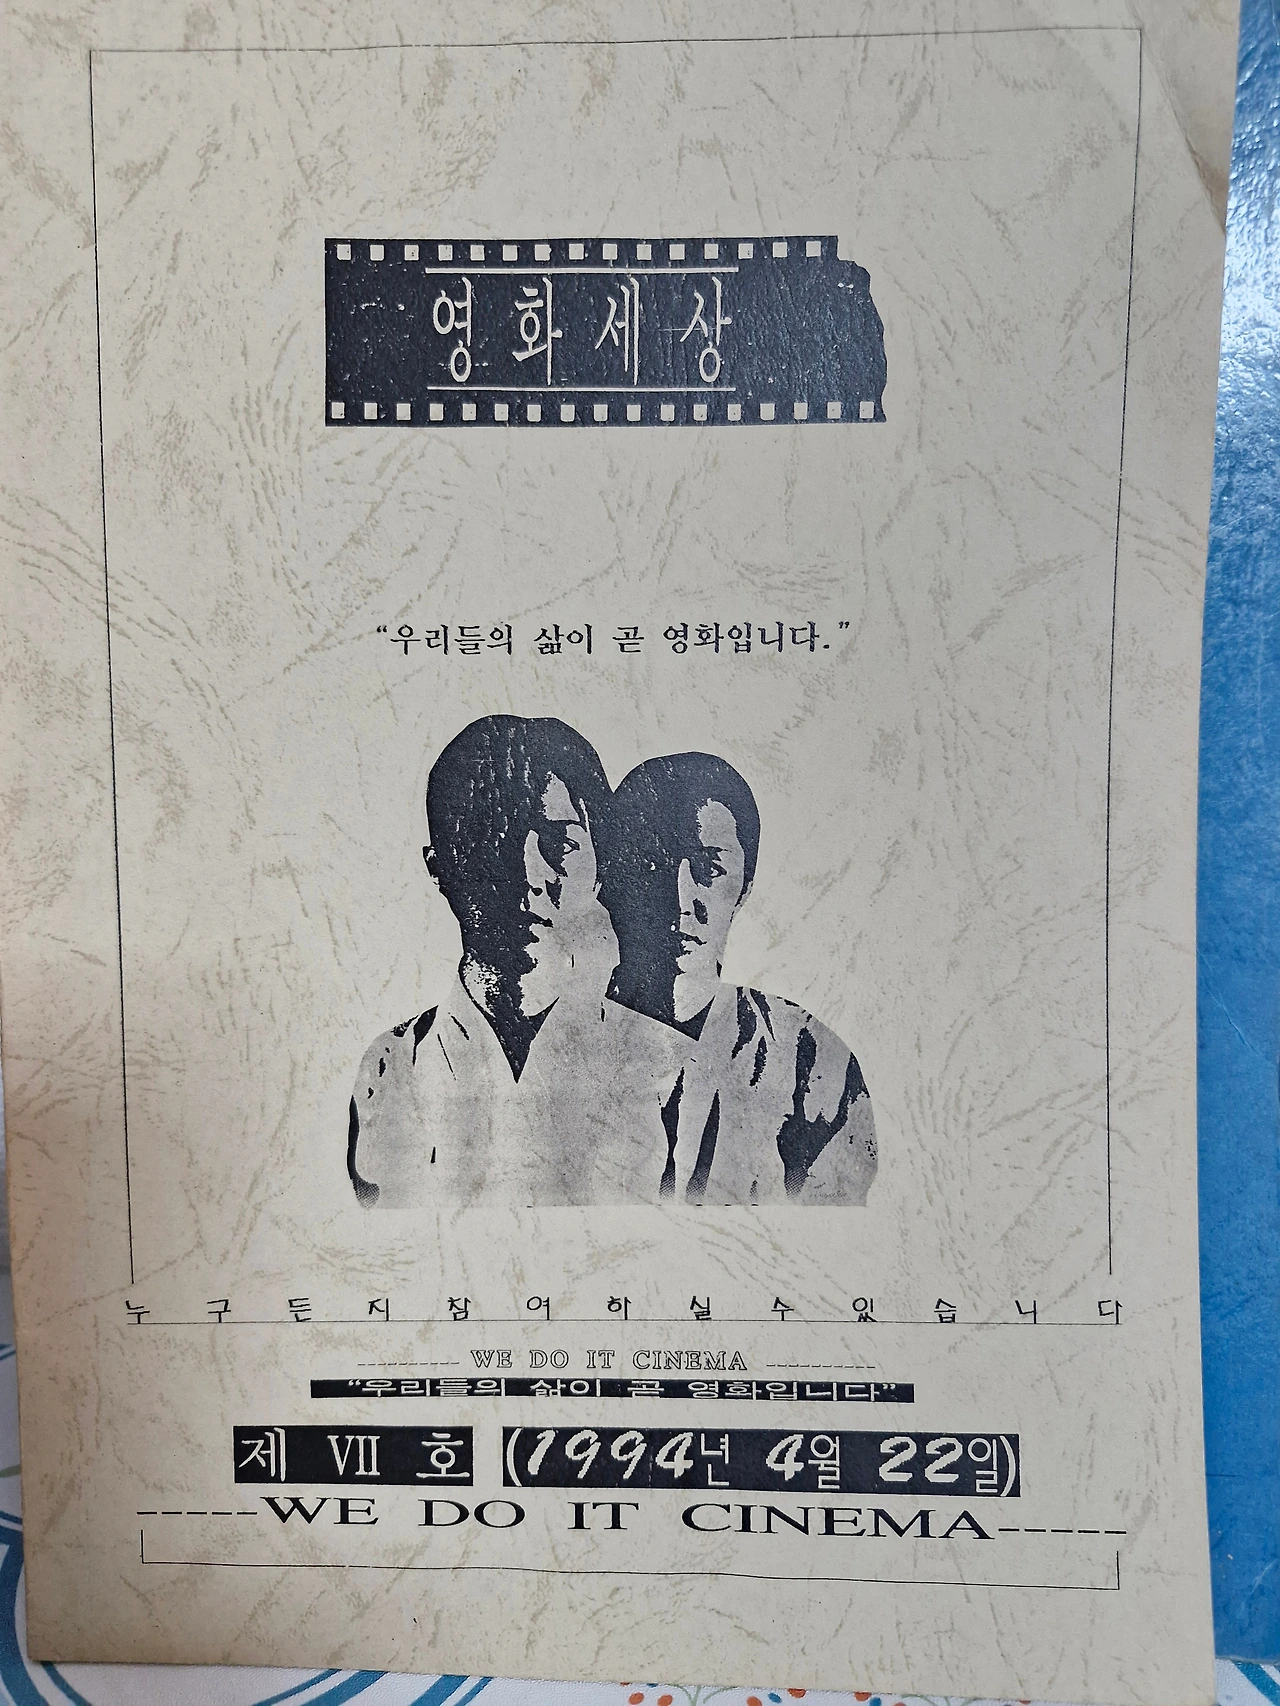 영화세상
“우리들의 삶이 곧 영화입니다.”
누구든지참여하실수있습니다
---------- WE DO IT CINEMA ----------
“우리들의 삶이 곧 영화입니다”
제 Ⅶ 호 (1994년 4월 22일)
-----WE DO IT CINEMA-----